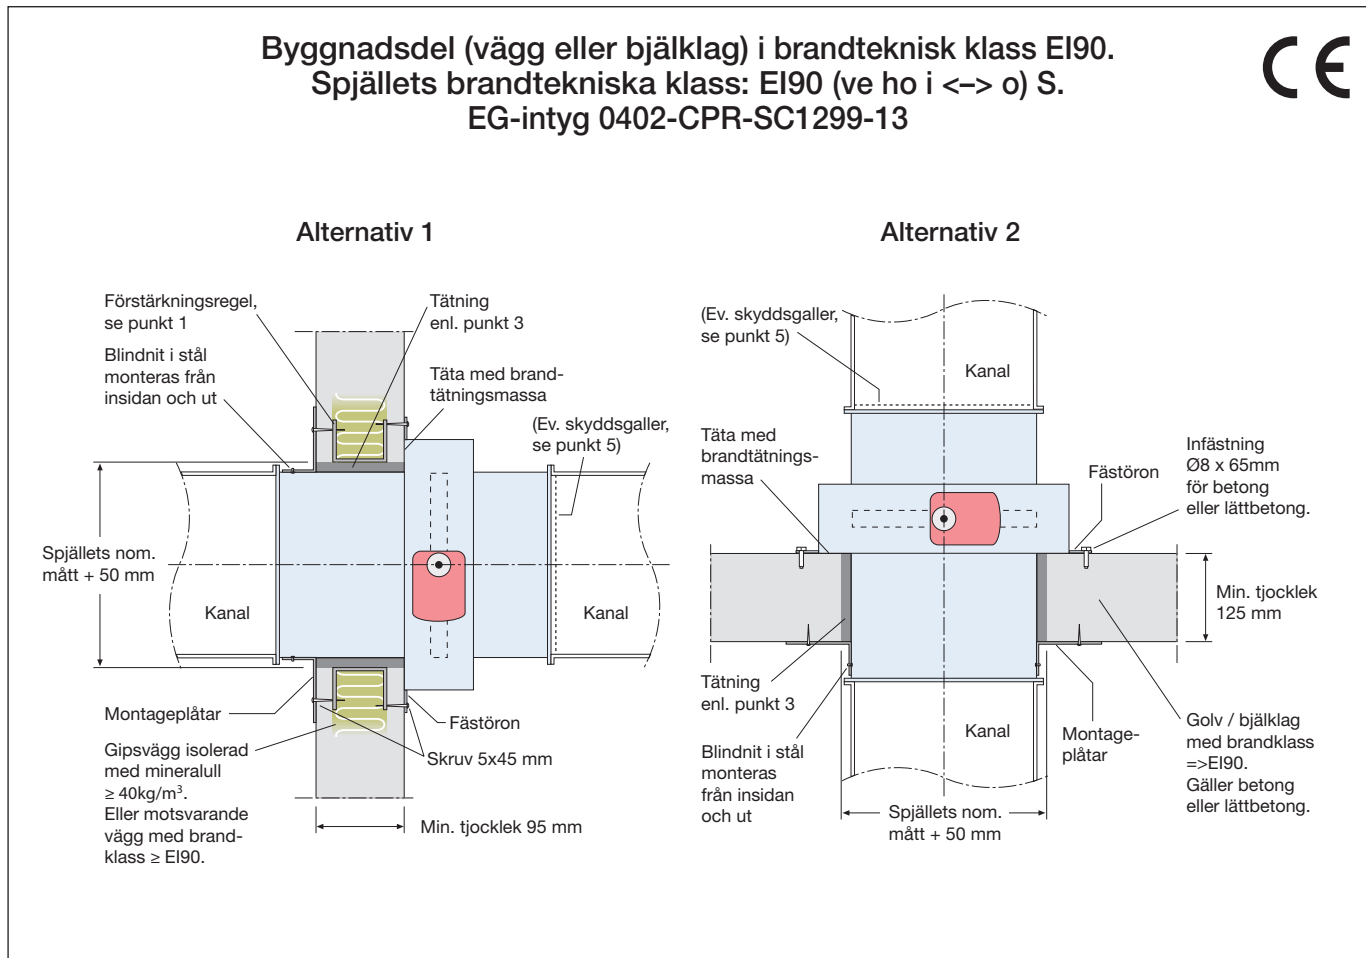 Byggnadsdel (vägg eller bjälklag) i brandteknisk klass EI90.
Spjällets brandtekniska klass: EI90 (ve ho i <–> o) S.
EG-intyg 0402-CPR-SC1299-13
CE
Alternativ 1
Förstärkningsregel,
se punkt 1
Blindnit i stål
monteras från
insidan och ut
Tätning
enl. punkt 3
Täta med brand-
tätningsmassa
(Ev. skyddsgaller,
se punkt 5)
Spjällets nom.
mått + 50 mm
Kanal
Kanal
Montageplåtar
Gipsvägg isolerad
med mineralull
≥ 40kg/m³.
Eller motsvarande
vägg med brand-
klass ≥ EI90.
Fästöron
Skruv 5x45 mm
Min. tjocklek 95 mm
Alternativ 2
(Ev. skyddsgaller,
se punkt 5)
Kanal
Täta med
brandtätnings-
massa
Fästöron
Infästning
Ø8 x 65mm
för betong
eller lättbetong.
Min. tjocklek
125 mm
Tätning
enl. punkt 3
Blindnit i stål
monteras
från insidan
och ut
Kanal
Montage-
plåtar
Golv / bjälklag
med brandklass
=>EI90.
Gäller betong
eller lättbetong.
Spjällets nom.
mått + 50 mm